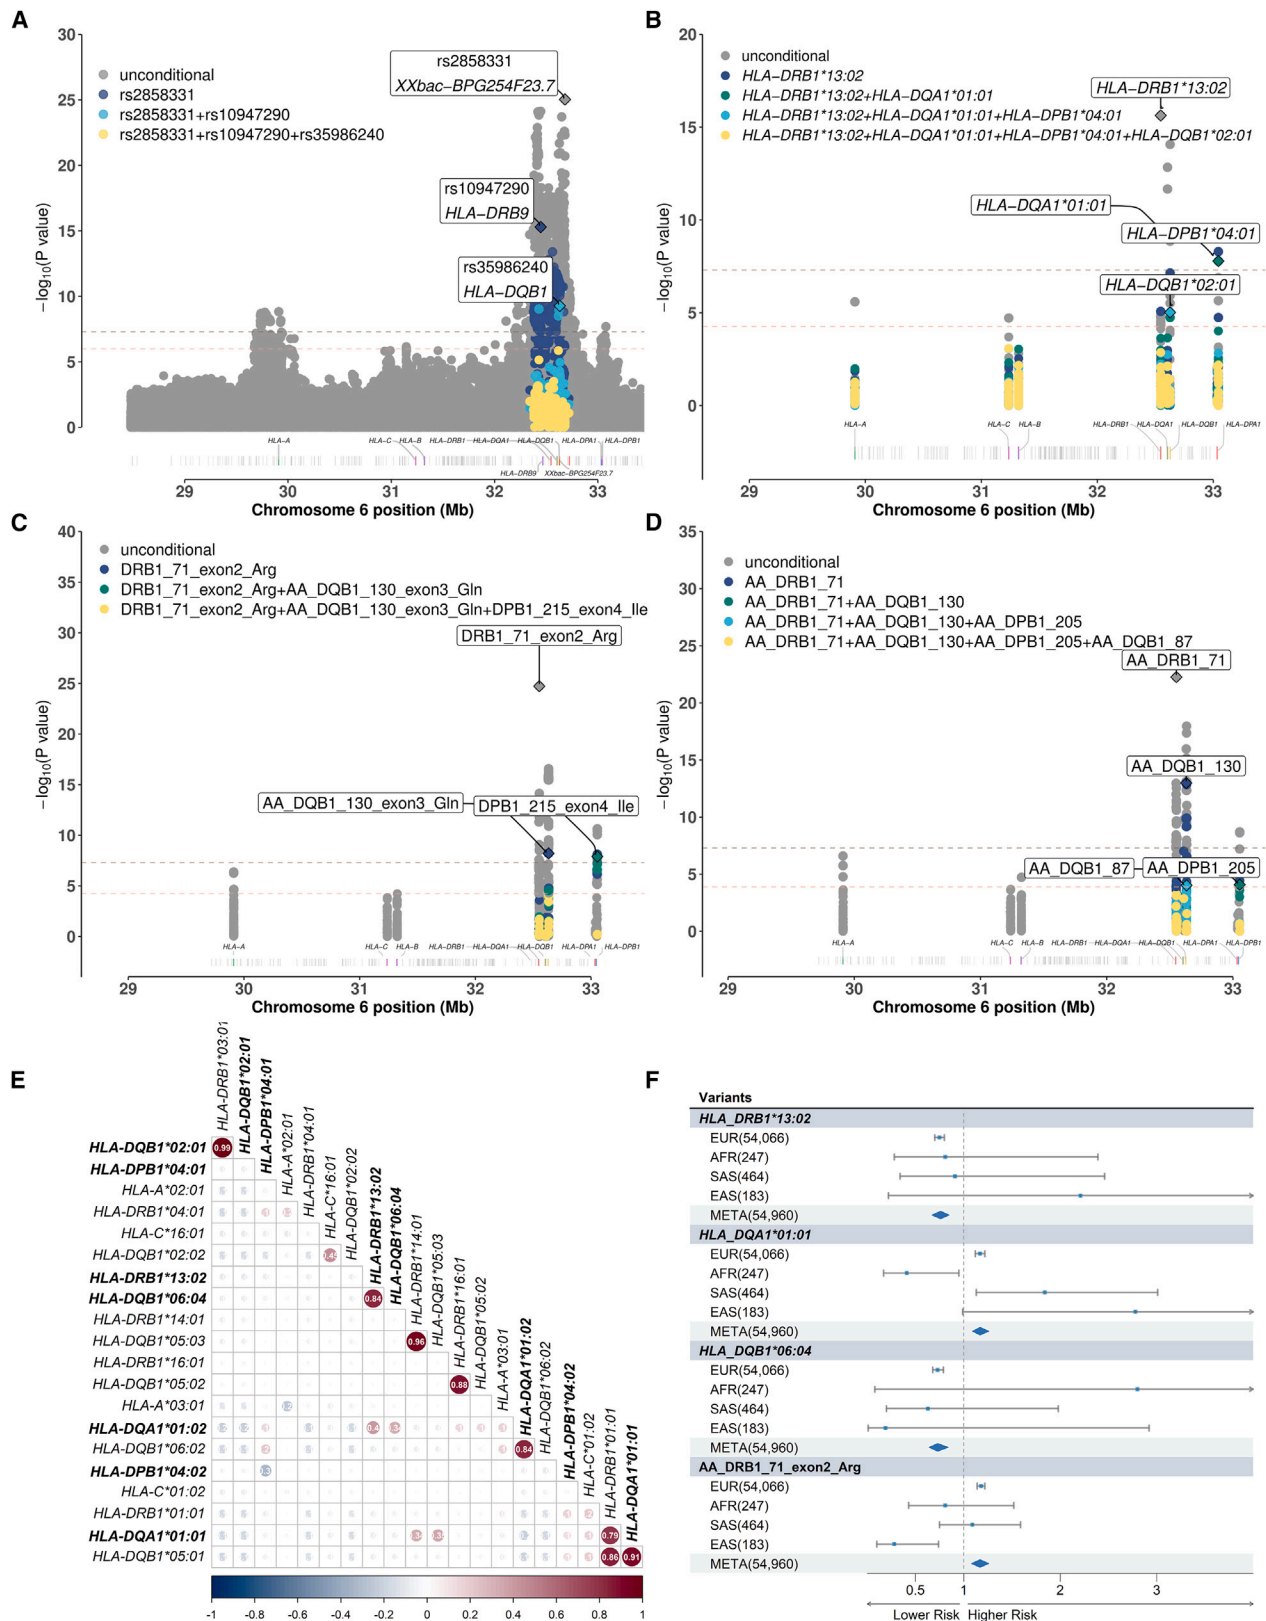 A
30
25
20
15
10
5
0
−log10(P value)
unconditional
rs2858331
rs2858331+rs10947290
rs2858331+rs10947290+rs35986240
rs2858331
XXbac−BPG254F23.7
rs10947290
HLA−DRB9
rs35986240
HLA−DQB1
HLA−A
HLA−C
HLA−B
HLA−DRB1
HLA−DQA1
HLA−DQB1
HLA−DPA1
HLA−DPB1
HLA−DRB9
XXbac−BPG254F23.7
29 30 31 32 33
Chromosome 6 position (Mb)
B
20
15
10
5
0
−log10(P value)
unconditional
HLA−DRB1*13:02
HLA−DRB1*13:02+HLA−DQA1*01:01
HLA−DRB1*13:02+HLA−DQA1*01:01+HLA−DPB1*04:01
HLA−DRB1*13:02+HLA−DQA1*01:01+HLA−DPB1*04:01+HLA−DQB1*02:01
HLA−DRB1*13:02
HLA−DQA1*01:01
HLA−DPB1*04:01
HLA−DQB1*02:01
HLA−A
HLA−C
HLA−B
HLA−DRB1
HLA−DQA1
HLA−DQB1
HLA−DPA1
29 30 31 32 33
Chromosome 6 position (Mb)
C
40
35
30
25
20
15
10
5
0
−log10(P value)
unconditional
DRB1_71_exon2_Arg
DRB1_71_exon2_Arg+AA_DQB1_130_exon3_Gln
DRB1_71_exon2_Arg+AA_DQB1_130_exon3_Gln+DPB1_215_exon4_Ile
DRB1_71_exon2_Arg
AA_DQB1_130_exon3_Gln
DPB1_215_exon4_Ile
HLA−A
HLA−C
HLA−B
HLA−DRB1
HLA−DQA1
HLA−DQB1
HLA−DPA1
HLA−DPB1
29 30 31 32 33
Chromosome 6 position (Mb)
D
35
30
25
20
15
10
5
0
−log10(P value)
unconditional
AA_DRB1_71
AA_DRB1_71+AA_DQB1_130
AA_DRB1_71+AA_DQB1_130+AA_DPB1_205
AA_DRB1_71+AA_DQB1_130+AA_DPB1_205+AA_DQB1_87
AA_DRB1_71
AA_DQB1_130
AA_DQB1_87
AA_DPB1_205
HLA−A
HLA−C
HLA−B
HLA−DRB1
HLA−DQA1
HLA−DQB1
HLA−DPA1
HLA−DPB1
29 30 31 32 33
Chromosome 6 position (Mb)
E
HLA-DRB1*03:01
HLA-DQB1*02:01
HLA-DPB1*04:01
HLA-A*02:01
HLA-DRB1*04:01
HLA-C*16:01
HLA-DQB1*02:02
HLA-DRB1*13:02
HLA-DQB1*06:04
HLA-DRB1*14:01
HLA-DQB1*05:03
HLA-DRB1*16:01
HLA-DQB1*05:02
HLA-A*03:01
HLA-DQA1*01:02
HLA-DQB1*06:02
HLA-DPB1*04:02
HLA-C*01:02
HLA-DRB1*01:01
HLA-DQA1*01:01
HLA-DQB1*02:01 0.99
HLA-DPB1*04:01
HLA-A*02:01
HLA-DRB1*04:01
HLA-C*16:01
HLA-DQB1*02:02
HLA-DRB1*13:02
HLA-DQB1*06:04 0.84
HLA-DRB1*14:01
HLA-DQB1*05:03 0.96
HLA-DRB1*16:01
HLA-DQB1*05:02 0.88
HLA-A*03:01
HLA-DQA1*01:02
HLA-DQB1*06:02 0.84
HLA-DPB1*04:02
HLA-C*01:02
HLA-DRB1*01:01
HLA-DQA1*01:01 0.79
HLA-DQB1*05:01 0.86 0.91
-1 -0.8 -0.6 -0.4 -0.2 0 0.2 0.4 0.6 0.8 1
F
Variants
HLA_DRB1*13:02
EUR(54,066)
AFR(247)
SAS(464)
EAS(183)
META(54,960)
HLA_DQA1*01:01
EUR(54,066)
AFR(247)
SAS(464)
EAS(183)
META(54,960)
HLA_DQB1*06:04
EUR(54,066)
AFR(247)
SAS(464)
EAS(183)
META(54,960)
AA_DRB1_71_exon2_Arg
EUR(54,066)
AFR(247)
SAS(464)
EAS(183)
META(54,960)
0.5 1 2 3
Lower Risk Higher Risk